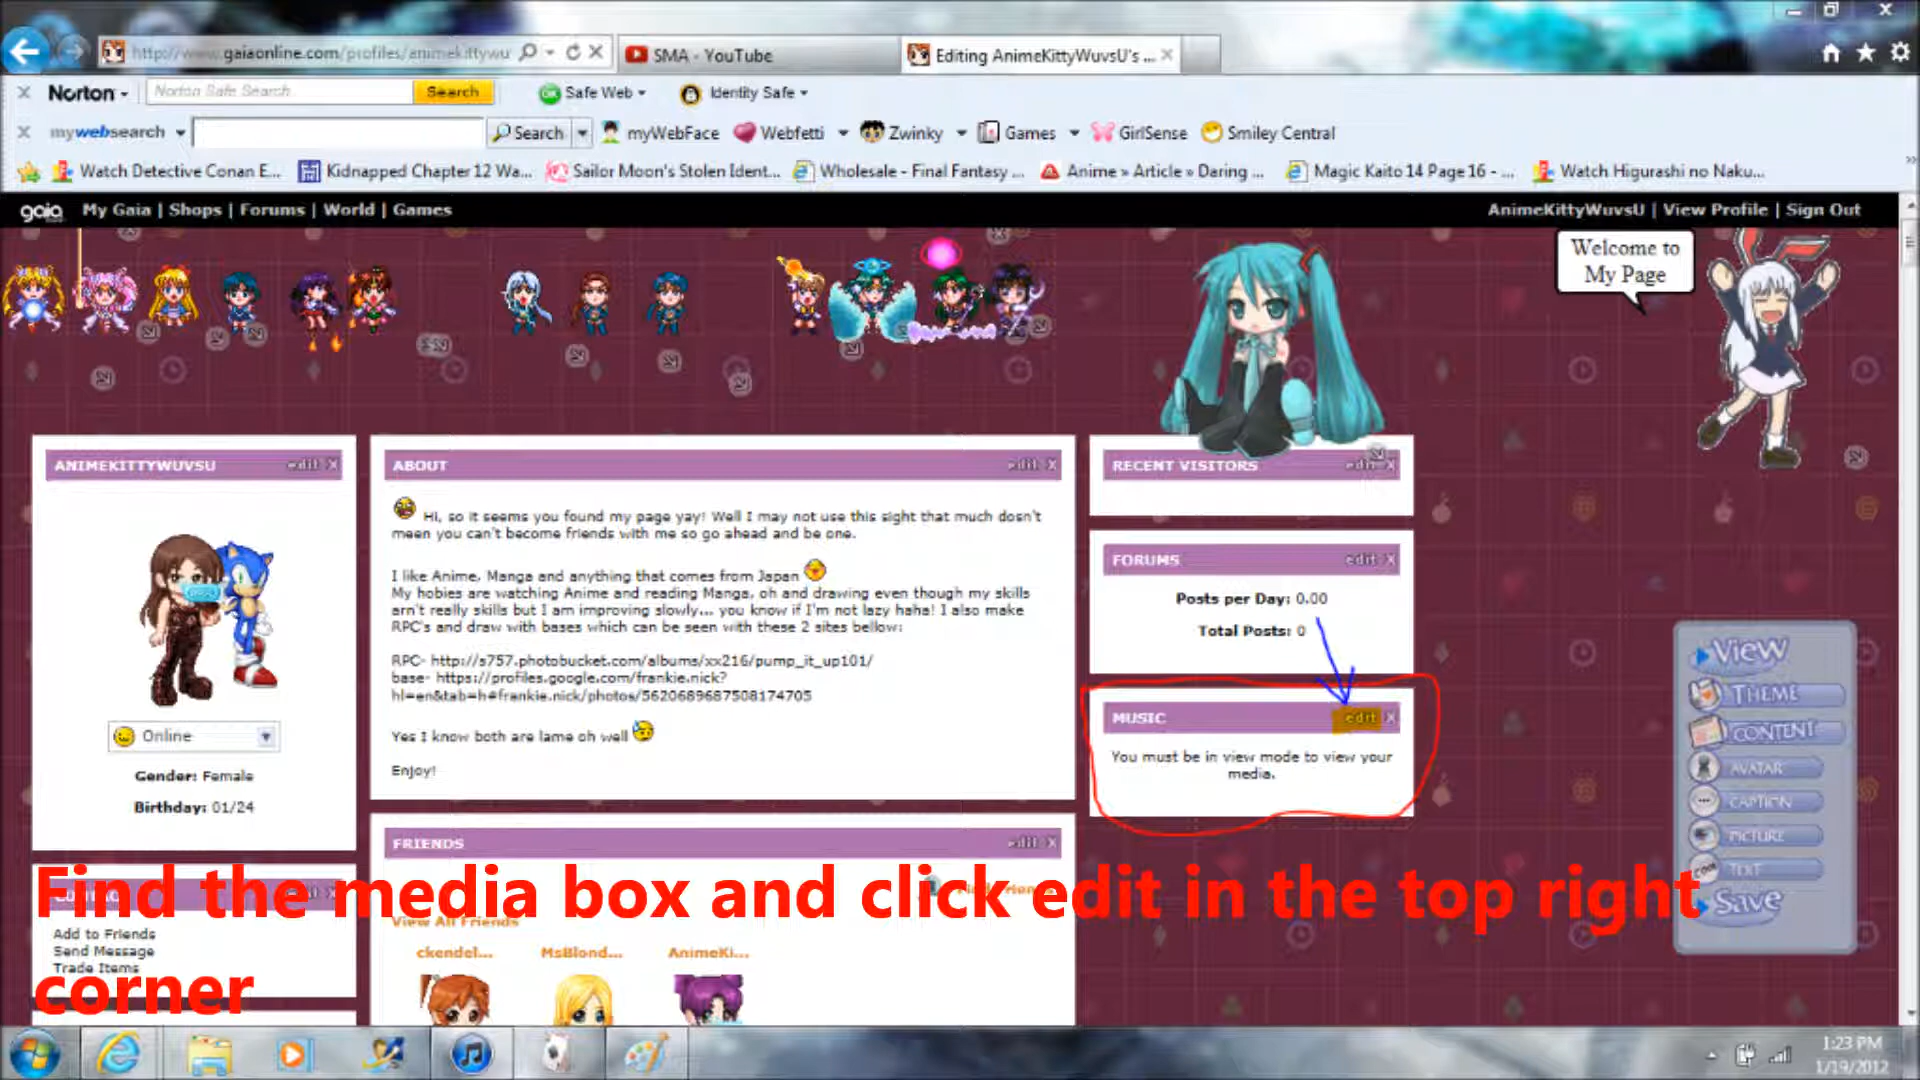 http://www.gaiaonline.com/profiles/animekittywu
SMA - YouTube
Editing AnimeKittyWuvsU's ...
Norton
Norton Safe Search
Search
Safe Web
Identity Safe
mywebsearch
Search
myWebFace
Webfetti
Zwinky
Games
GirlSense
Smiley Central
Watch Detective Conan E...
Kidnapped Chapter 12 Wa...
Sailor Moon's Stolen Ident...
Wholesale - Final Fantasy ...
Anime » Article » Daring ...
Magic Kaito 14 Page 16 - ...
Watch Higurashi no Naku...
gaia
My Gaia | Shops | Forums | World | Games
AnimeKittyWuvsU | View Profile | Sign Out
Welcome to
My Page
ANIMEKITTYWUVSU
edit X
Online
Gender: Female
Birthday: 01/24
Add to Friends
Send Message
Trade Items
ABOUT
edit X
Hi, so it seems you found my page yay! Well I may not use this sight that much dosn't
meen you can't become friends with me so go ahead and be one.
I like Anime, Manga and anything that comes from Japan
My hobies are watching Anime and reading Manga, oh and drawing even though my skills
arn't really skills but I am improving slowly... you know if I'm not lazy haha! I also make
RPC's and draw with bases which can be seen with these 2 sites bellow:
RPC- http://s757.photobucket.com/albums/xx216/pump_it_up101/
base- https://profiles.google.com/frankie.nick?
hl=en&tab=h#frankie.nick/photos/5620689687508174705
Yes I know both are lame oh well
Enjoy!
FRIENDS
edit X
View All Friends
ckendel...
MsBlond...
AnimeKi...
RECENT VISITORS
edit X
FORUMS
edit X
Posts per Day: 0.00
Total Posts: 0
MUSIC
edit X
You must be in view mode to view your
media.
View
THEME
CONTENT
AVATAR
CAPTION
PICTURE
TEXT
Save
Find the media box and click edit in the top right
corner
1:23 PM
1/19/2012